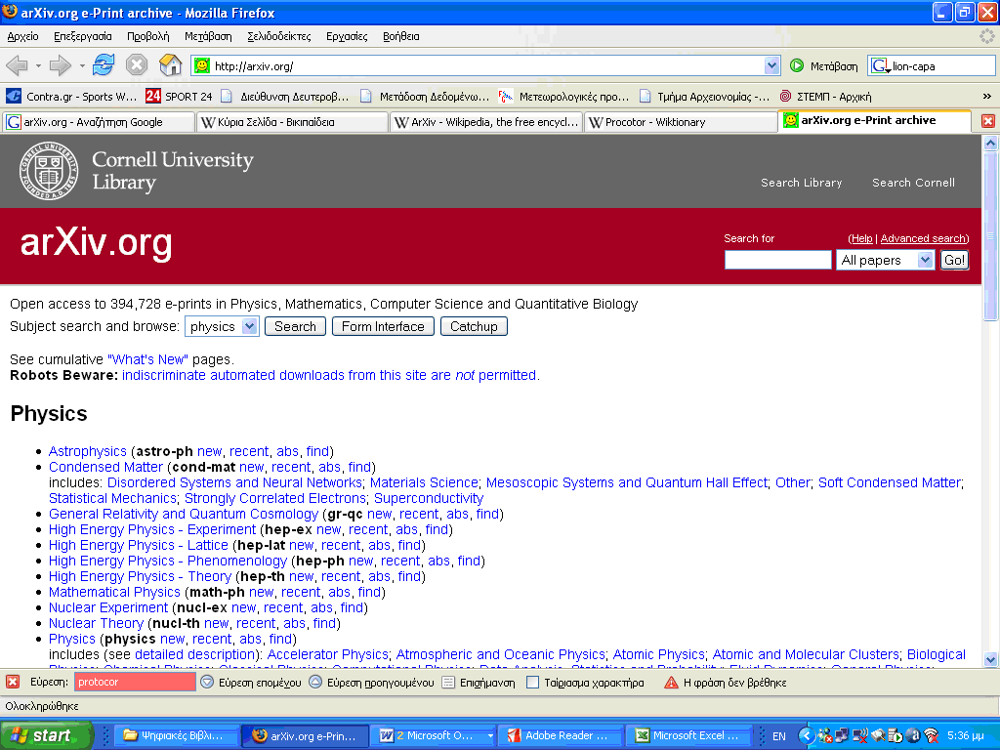 arXiv.org e-Print archive - Mozilla Firefox
Αρχείο Επεξεργασία Προβολή Μετάβαση Σελιδοδείκτες Εργασίες Βοήθεια
http://arxiv.org/ Μετάβαση lion-capa
Contra.gr - Sports W... 24 SPORT 24 Διεύθυνση Δευτεροβ... Μετάδοση Δεδομένω... Μετεωρολογικές προ... Τμήμα Αρχειονομίας -... ΣΤΕΜΠ - Αρχική »
arXiv.org - Αναζήτηση Google Κύρια Σελίδα - Βικιπαίδεια ArXiv - Wikipedia, the free encycl... Procotor - Wiktionary arXiv.org e-Print archive
Cornell University
Library
Search Library Search Cornell
arXiv.org
Search for (Help | Advanced search)
All papers Go!
Open access to 394,728 e-prints in Physics, Mathematics, Computer Science and Quantitative Biology
Subject search and browse: physics Search Form Interface Catchup
See cumulative "What's New" pages.
Robots Beware: indiscriminate automated downloads from this site are not permitted.
Physics
• Astrophysics (astro-ph new, recent, abs, find)
• Condensed Matter (cond-mat new, recent, abs, find)
includes: Disordered Systems and Neural Networks; Materials Science; Mesoscopic Systems and Quantum Hall Effect; Other; Soft Condensed Matter;
Statistical Mechanics; Strongly Correlated Electrons; Superconductivity
• General Relativity and Quantum Cosmology (gr-qc new, recent, abs, find)
• High Energy Physics - Experiment (hep-ex new, recent, abs, find)
• High Energy Physics - Lattice (hep-lat new, recent, abs, find)
• High Energy Physics - Phenomenology (hep-ph new, recent, abs, find)
• High Energy Physics - Theory (hep-th new, recent, abs, find)
• Mathematical Physics (math-ph new, recent, abs, find)
• Nuclear Experiment (nucl-ex new, recent, abs, find)
• Nuclear Theory (nucl-th new, recent, abs, find)
• Physics (physics new, recent, abs, find)
includes (see detailed description): Accelerator Physics; Atmospheric and Oceanic Physics; Atomic Physics; Atomic and Molecular Clusters; Biological
Εύρεση: protocor Εύρεση επομένου Εύρεση προηγουμένου Επισήμανση Ταίριασμα χαρακτήρα Η φράση δεν βρέθηκε
Ολοκληρώθηκε
start Ψηφιακές Βιβλι... arXiv.org e-Prin... 2 Microsoft O... Adobe Reader ... Microsoft Excel ... EN 5:36 μμ